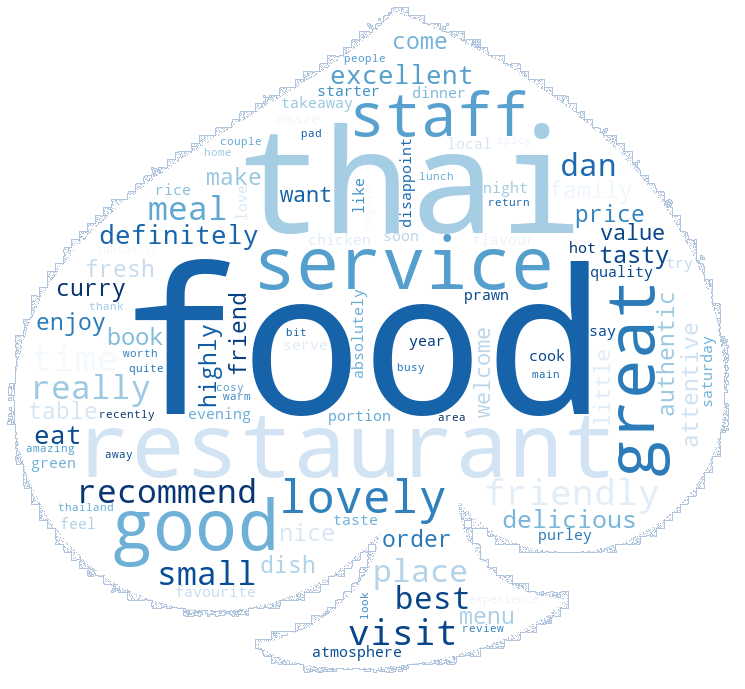 come
people
excellent
starter
dinner
takeaway
staff
amaze
pad
thai
couple
home
local
spicy
disappoint
lunch
dan
make
want
like
night
return
family
rice
love
meal
price
definitely
chicken
soon
flavour
value
hot
tasty
service
fresh
quality
try
curry
food
prawn
thank
great
enjoy
book
friend
highly
bit
serve
absolutely
year
say
worth
quite
time
cook
main
busy
welcome
little
authentic
attentive
saturday
really
cosy
warm
table
recently
evening
portion
area
restaurant
eat
amazing
away
green
recommend
lovely
friendly
thailand
good
feel
taste
delicious
nice
order
purley
small
dish
place
favourite
best
look
experience
menu
visit
review
atmosphere